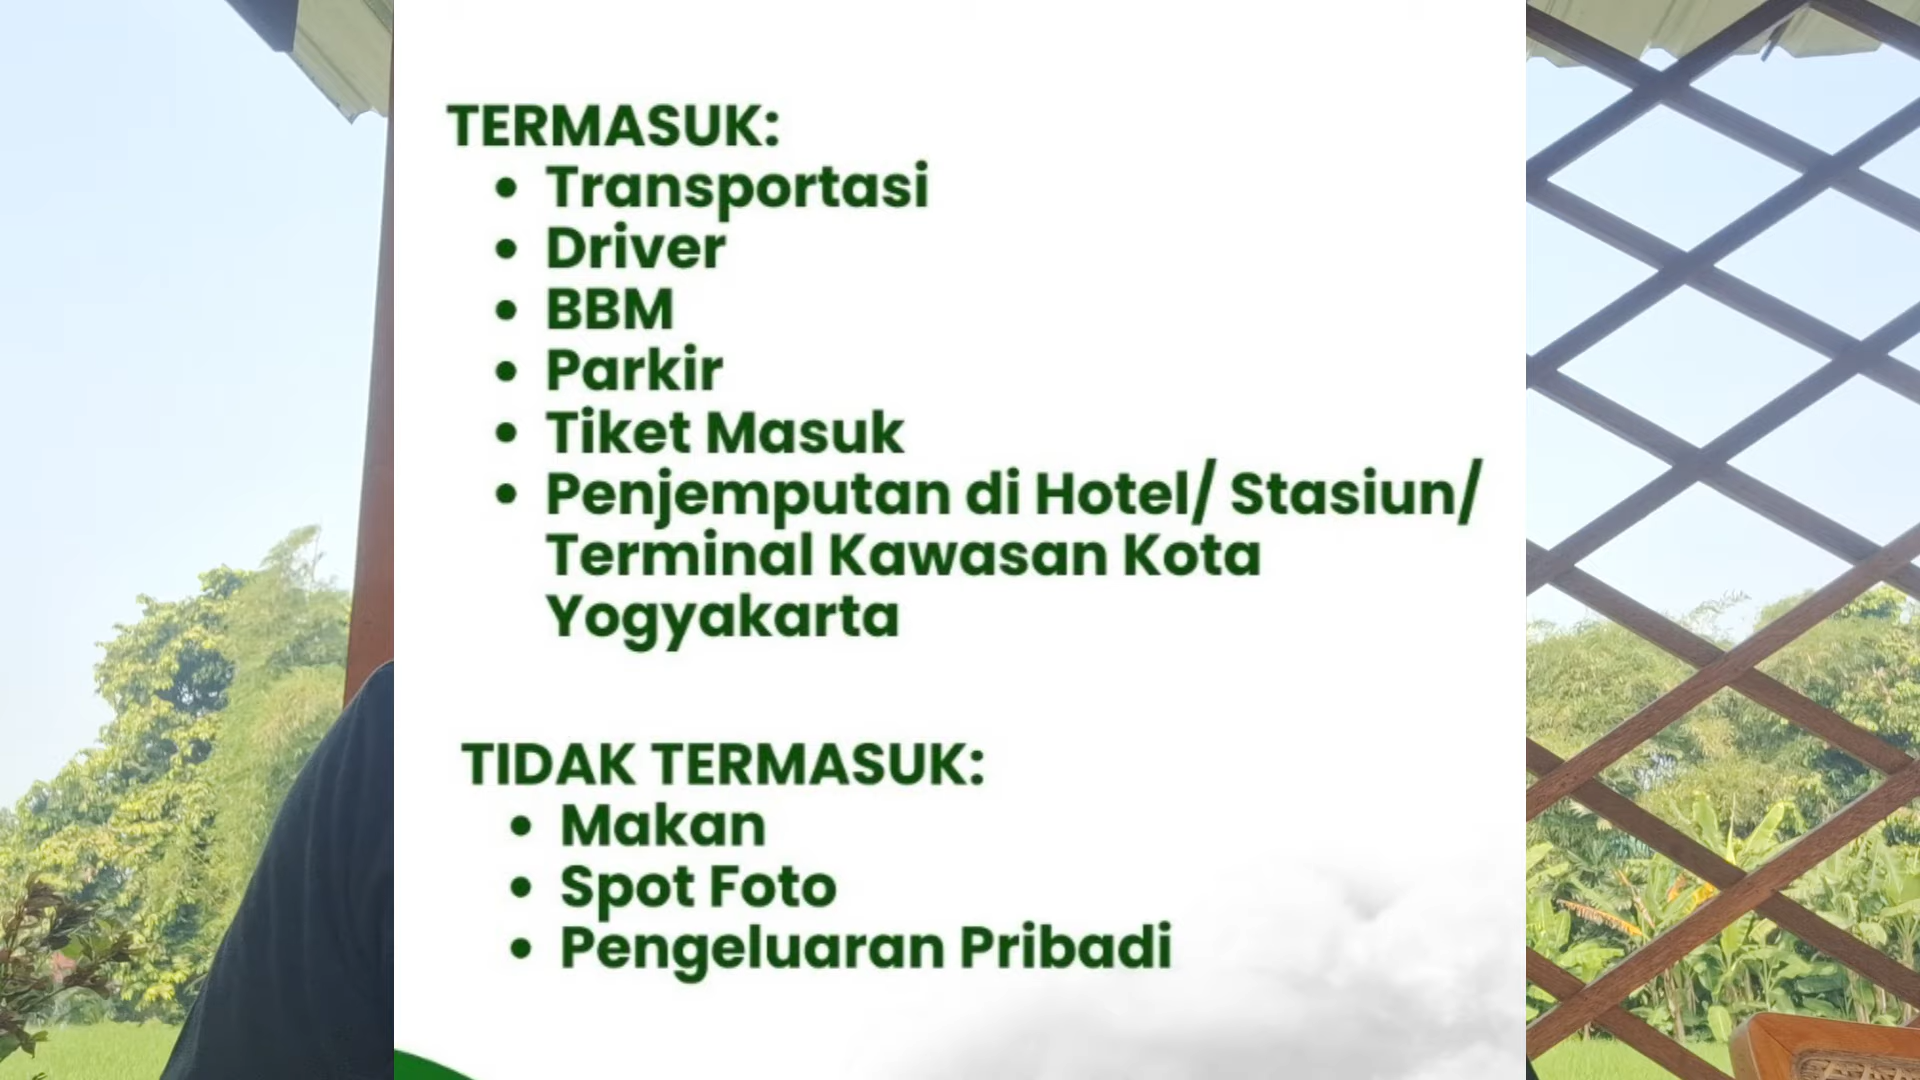 TERMASUK:
• Transportasi
• Driver
• BBM
• Parkir
• Tiket Masuk
• Penjemputan di Hotel/ Stasiun/
Terminal Kawasan Kota
Yogyakarta
TIDAK TERMASUK:
• Makan
• Spot Foto
• Pengeluaran Pribadi